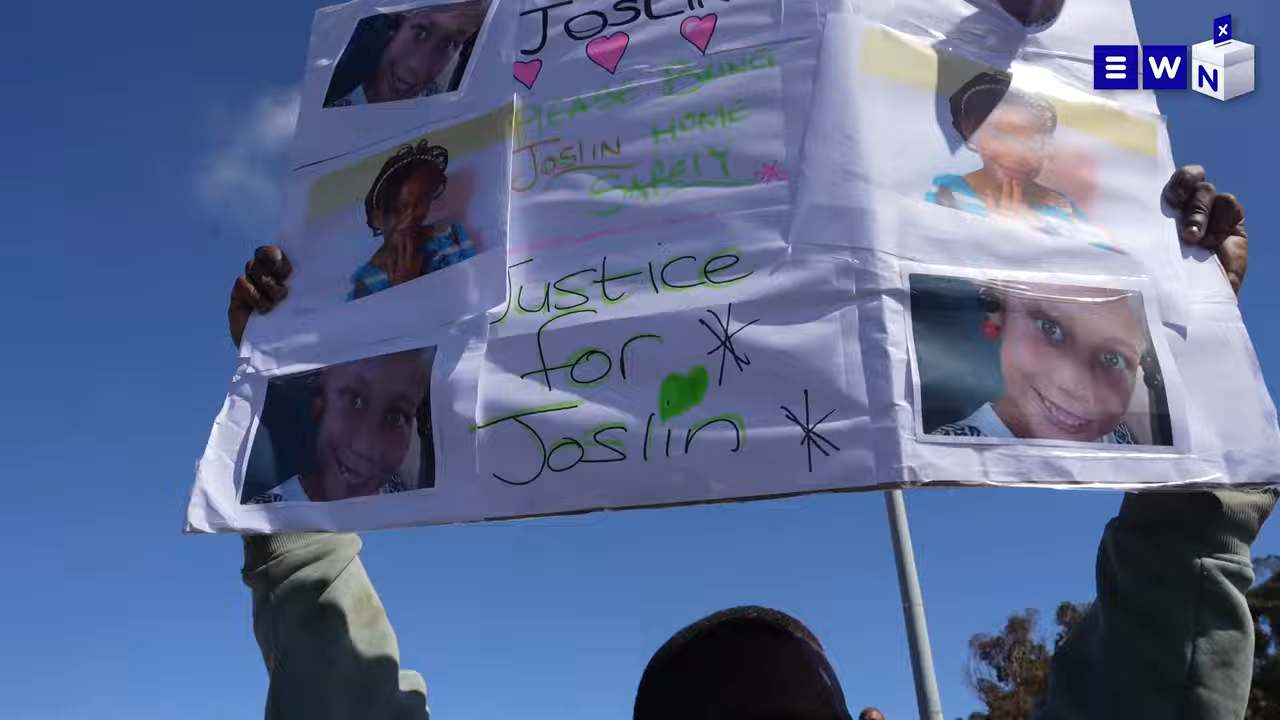 JOSLIN
PLEASE BRING
JOSLIN HOME
SAFELY *
Justice
for *
Joslin *
EWN
x